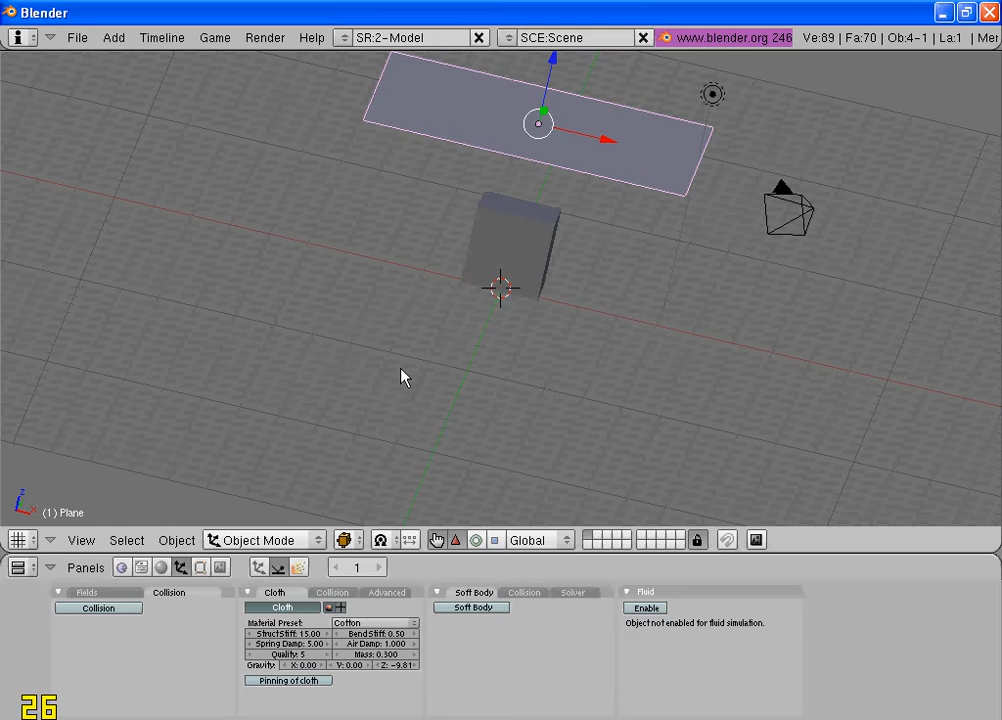 Blender
File Add Timeline Game Render Help SR:2-Model SCE:Scene www.blender.org 246 Ve:89 | Fa:70 | Ob:4-1 | La:1 | Mer
z
x
(1) Plane
View Select Object Object Mode Global
Panels 1
Fields Collision Cloth Collision Advanced Soft Body Collision Solver Fluid
Collision Cloth Soft Body Enable
Material Preset: Cotton Object not enabled for fluid simulation.
StructStiff: 15.00 BendStiff: 0.50
Spring Damp: 5.00 Air Damp: 1.000
Quality: 5 Mass: 0.300
Gravity: X: 0.00 Y: 0.00 Z: -9.81
Pinning of cloth
26